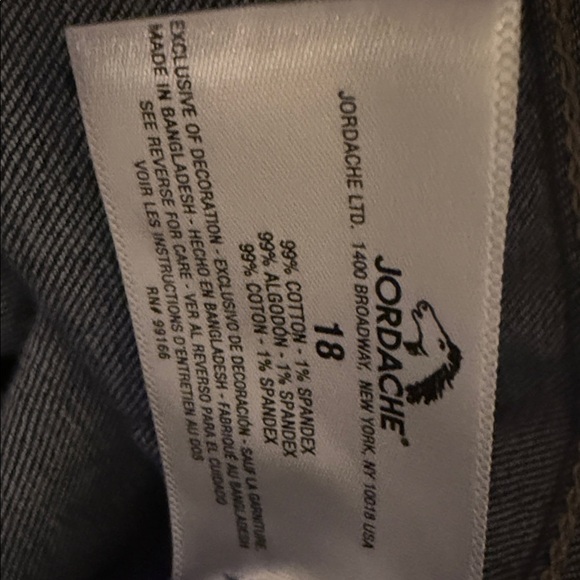 JORDACHE®
JORDACHE LTD. 1400 BROADWAY, NEW YORK, NY 10018 USA
18
99% COTTON - 1% SPANDEX
99% ALGODÓN - 1% SPANDEX
99% COTON - 1% SPANDEX
EXCLUSIVE OF DECORATION - EXCLUSIVO DE DECORACIÓN - SAUF LA GARNITURE
MADE IN BANGLADESH - HECHO EN BANGLADESH - FABRIQUÉ AU BANGLADESH
SEE REVERSE FOR CARE - VER AL REVERSO PARA EL CUIDADO
VOIR LES INSTRUCTIONS D'ENTRETIEN AU DOS
RN# 99166